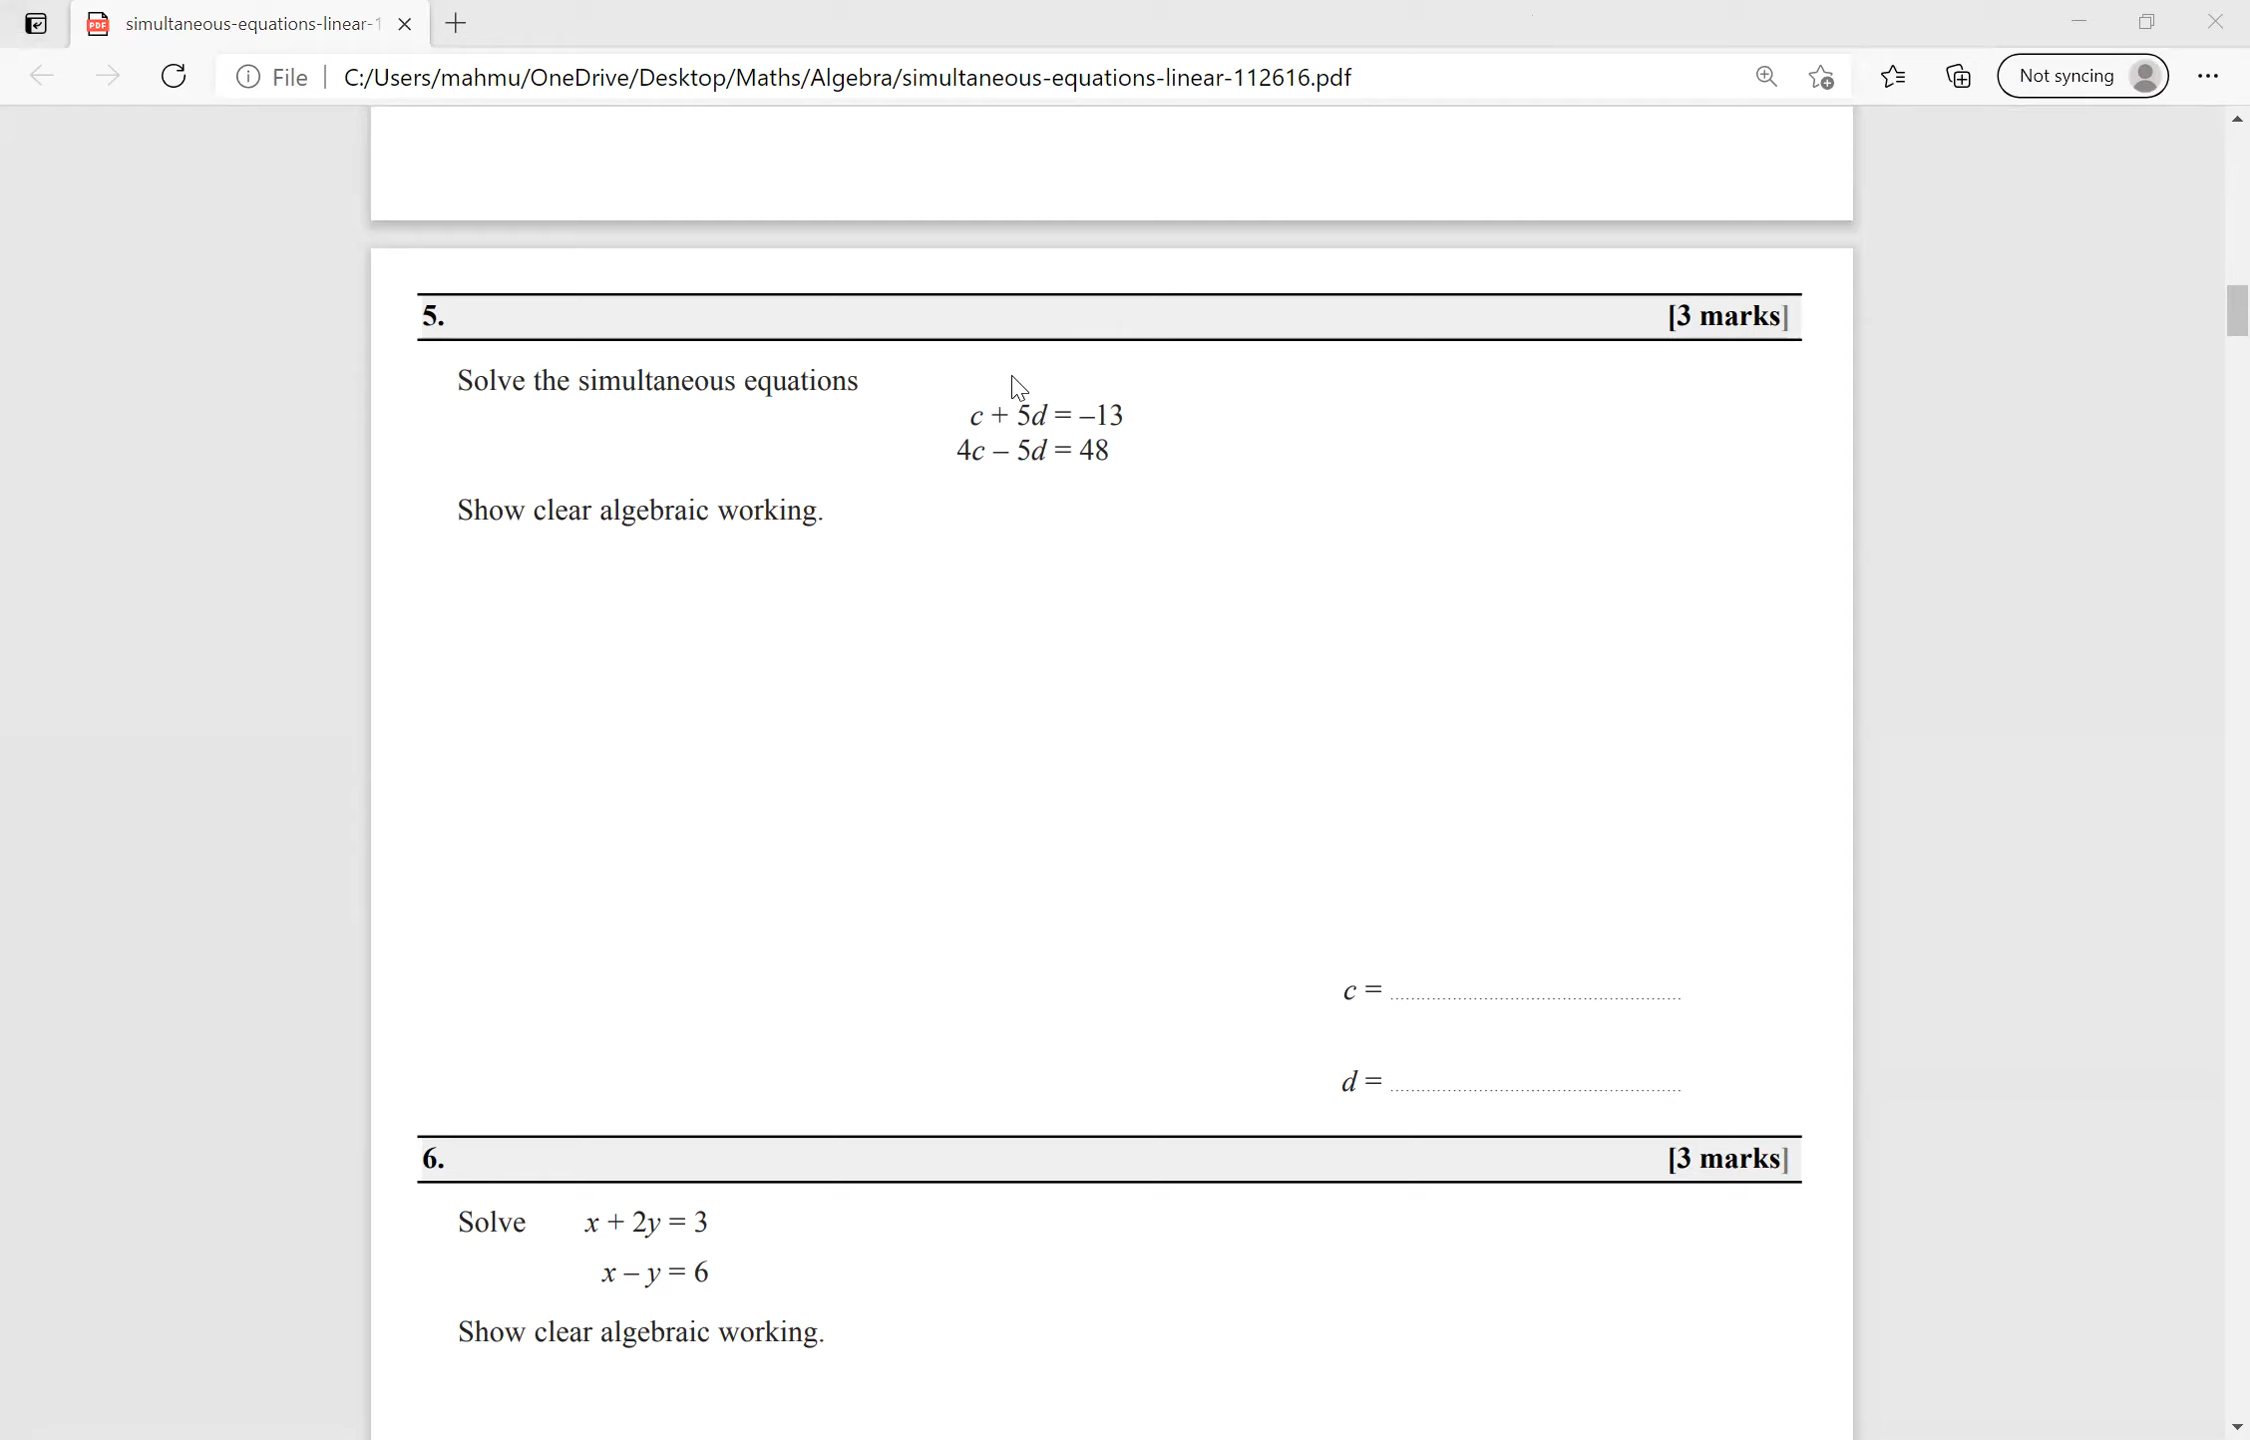 simultaneous-equations-linear-1
File
C:/Users/mahmu/OneDrive/Desktop/Maths/Algebra/simultaneous-equations-linear-112616.pdf
Not syncing
5. [3 marks]
Solve the simultaneous equations
c + 5d = –13
4c – 5d = 48
Show clear algebraic working.
c = ........................................................
d = ........................................................
6. [3 marks]
Solve x + 2y = 3
x – y = 6
Show clear algebraic working.